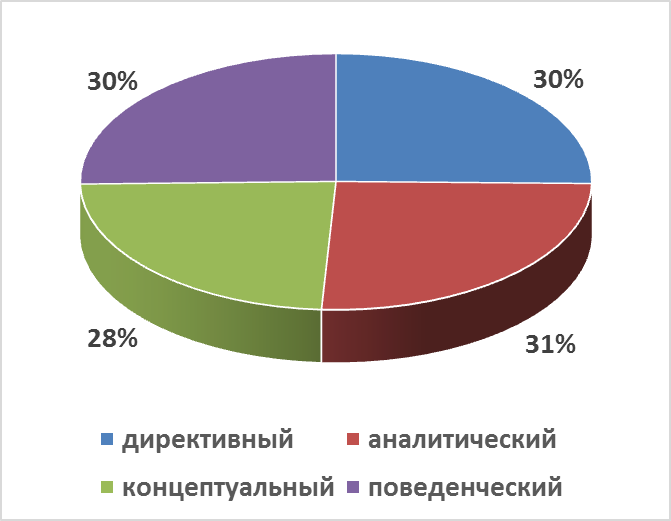 30% 30%
28% 31%
директивный аналитический
концептуальный поведенческий